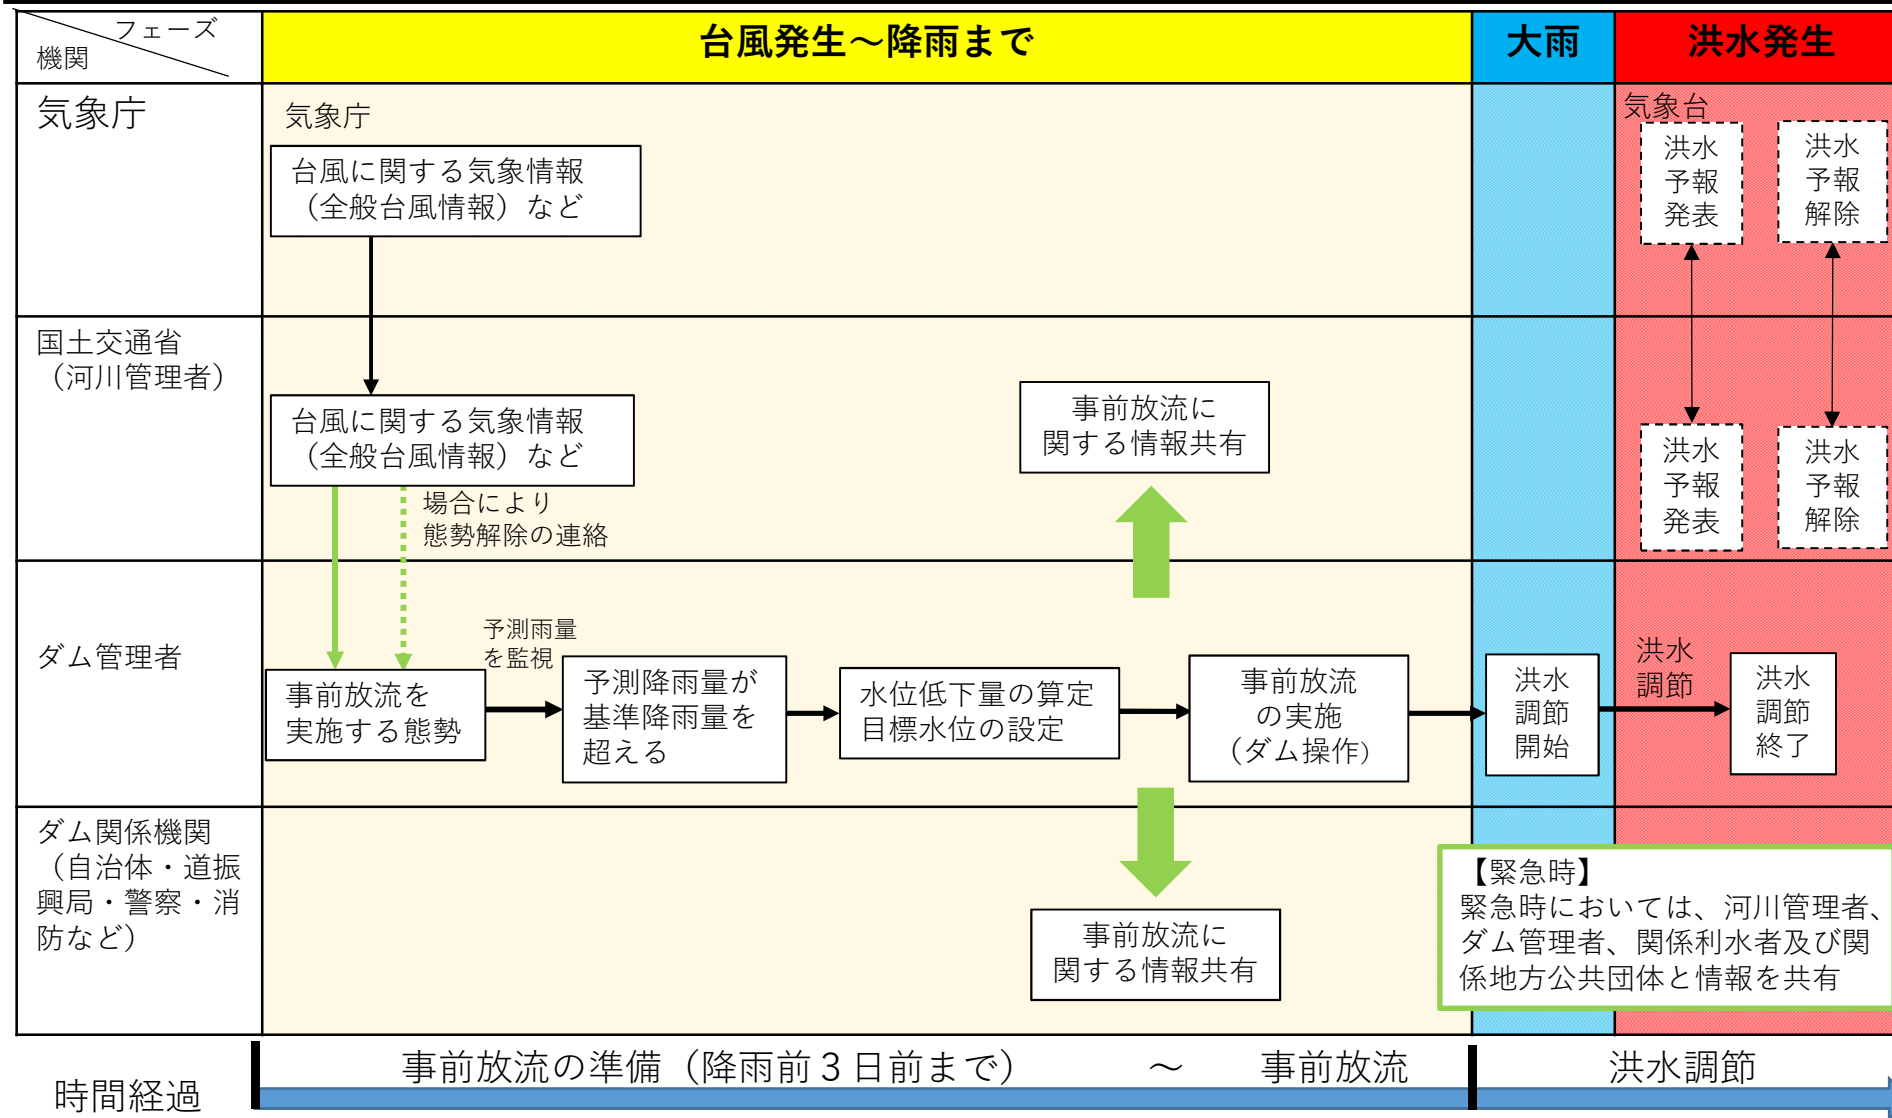 フェーズ
機関
台風発生～降雨まで
大雨
洪水発生
気象庁
気象庁
台風に関する気象情報
（全般台風情報）など
気象台
洪水
予報
発表
洪水
予報
解除
国土交通省
（河川管理者）
台風に関する気象情報
（全般台風情報）など
場合により
態勢解除の連絡
事前放流に
関する情報共有
洪水
予報
発表
洪水
予報
解除
ダム管理者
事前放流を
実施する態勢
予測雨量
を監視
予測降雨量が
基準降雨量を
超える
水位低下量の算定
目標水位の設定
事前放流
の実施
（ダム操作）
洪水
調節
開始
洪水
調節
洪水
調節
終了
ダム関係機関
（自治体・道振
興局・警察・消
防など）
事前放流に
関する情報共有
【緊急時】
緊急時においては、河川管理者、
ダム管理者、関係利水者及び関
係地方公共団体と情報を共有
時間経過
事前放流の準備（降雨前３日前まで）　～　事前放流
洪水調節